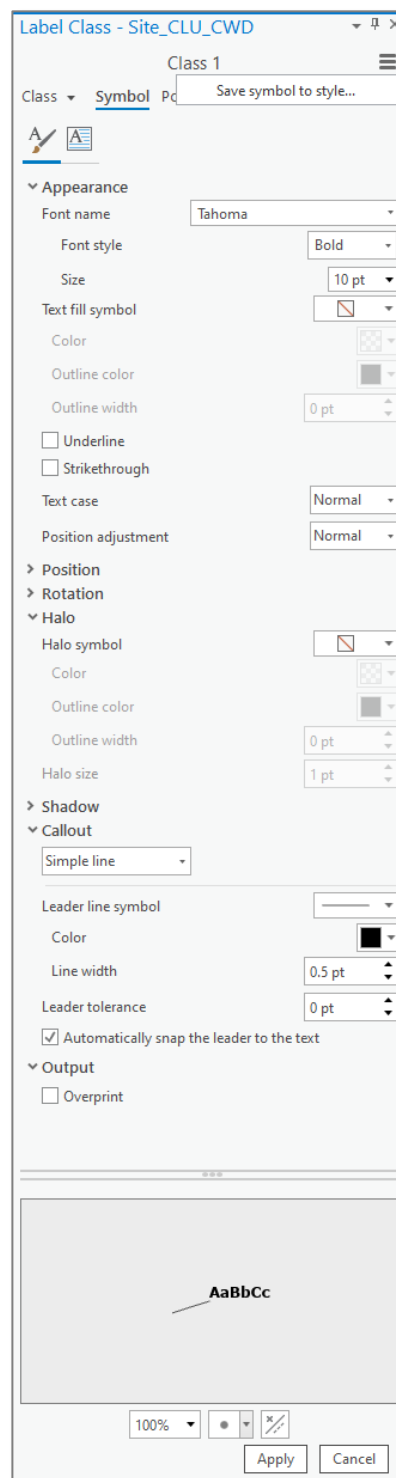 Label Class - Site_CLU_CWD
Class 1
Class Symbol
Save symbol to style...
A A
Appearance
Font name Tahoma
Font style Bold
Size 10 pt
Text fill symbol
Color
Outline color
Outline width 0 pt
Underline
Strikethrough
Text case Normal
Position adjustment Normal
Position
Rotation
Halo
Halo symbol
Color
Outline color
Outline width 0 pt
Halo size 1 pt
Shadow
Callout
Simple line
Leader line symbol
Color
Line width 0.5 pt
Leader tolerance 0 pt
Automatically snap the leader to the text
Output
Overprint
AaBbCc
100%
Apply Cancel